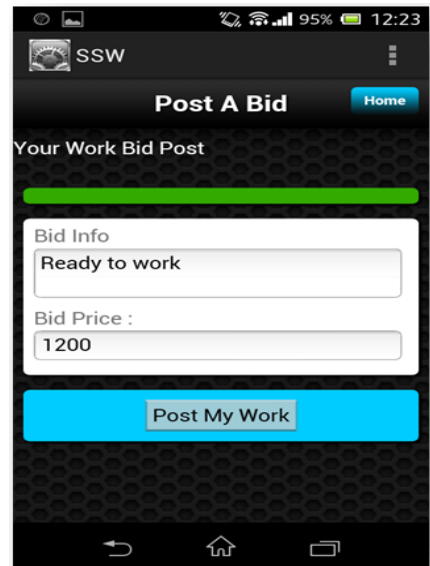 95% 12:23
SSW
Post A Bid Home
Your Work Bid Post
Bid Info
Ready to work
Bid Price :
1200
Post My Work